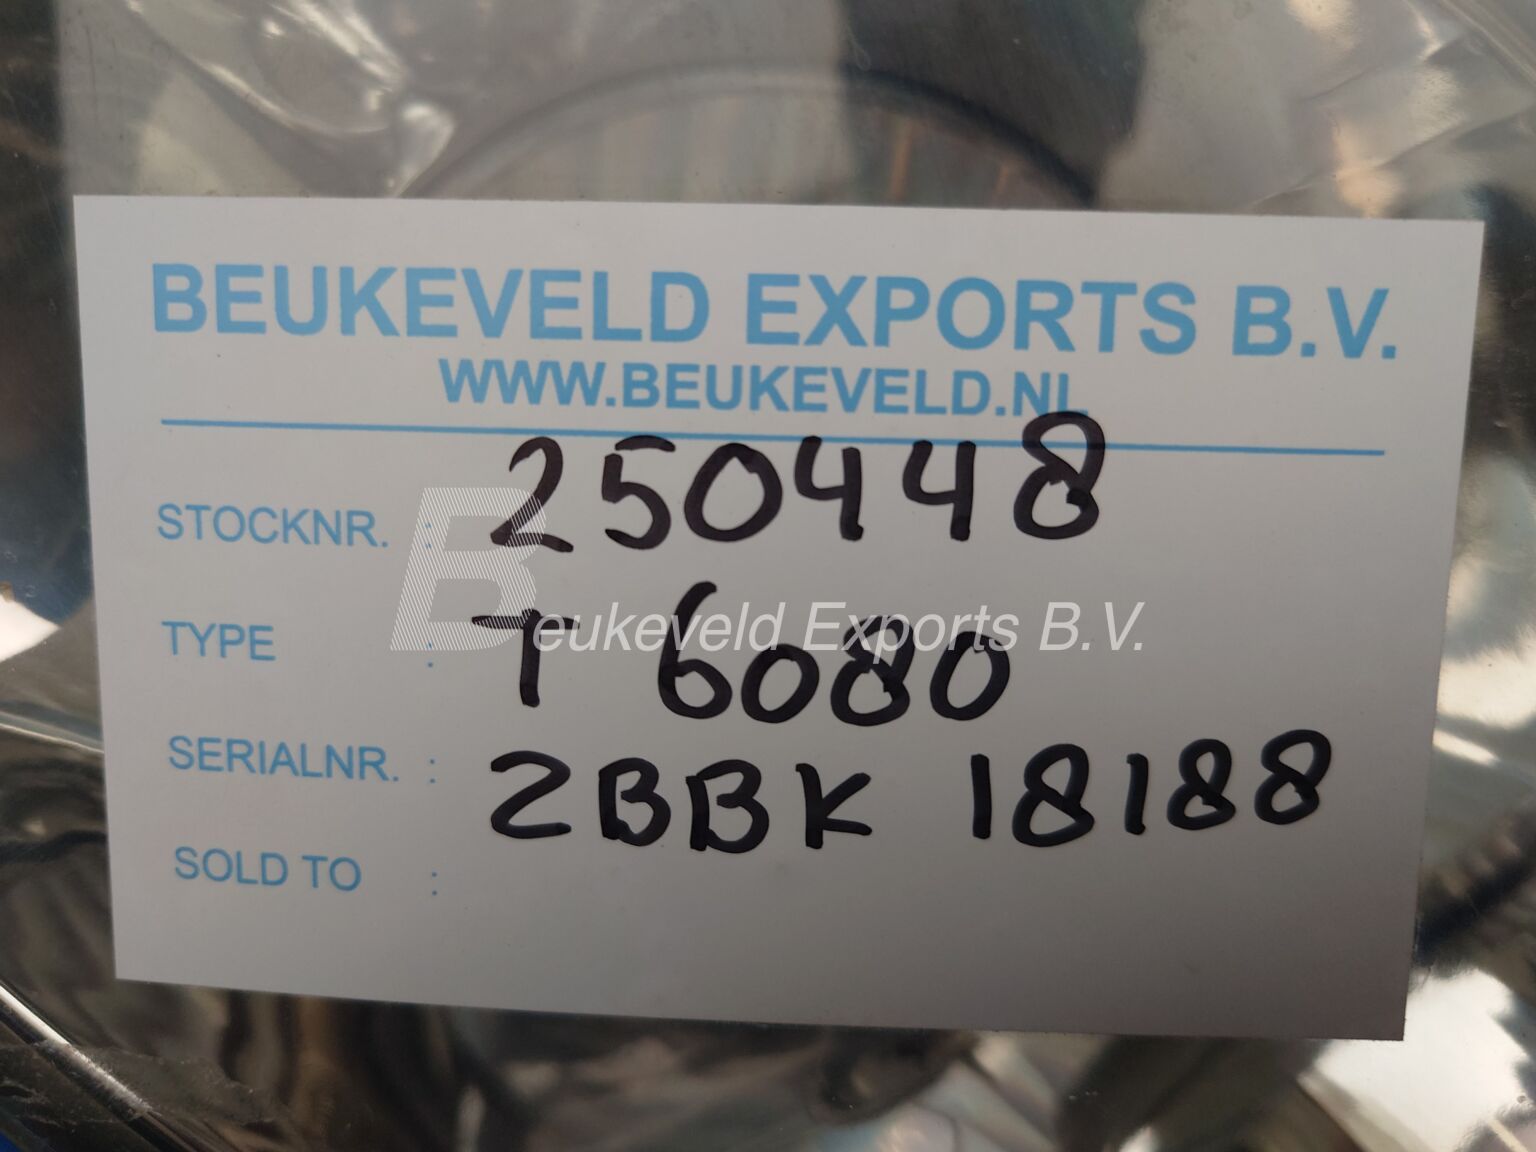 BEUKEVELD EXPORTS B.V.
WWW.BEUKEVELD.NL
STOCKNR. : 250448
TYPE : T 6080
Beukeveld Exports B.V.
SERIALNR. : ZBBK 18188
SOLD TO :